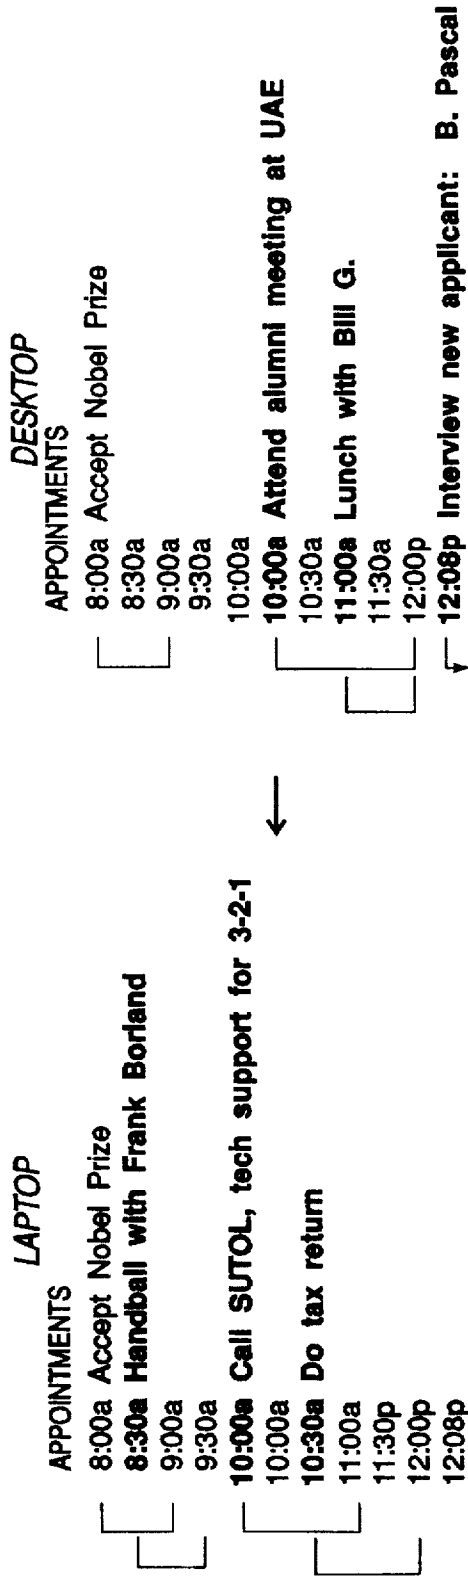 LAPTOP
APPOINTMENTS
8:00a Accept Nobel Prize
8:30a Handball with Frank Borland
9:00a
9:30a
10:00a Call SUTOL, tech support for 3-2-1
10:00a
10:30a Do tax return
11:00a
11:30p
12:00p
12:08p
DESKTOP
APPOINTMENTS
8:00a Accept Nobel Prize
8:30a
9:00a
9:30a
10:00a
10:00a Attend alumni meeting at UAE
10:30a
11:00a Lunch with Bill G.
11:30a
12:00p
12:08p Interview new applicant: B. Pascal